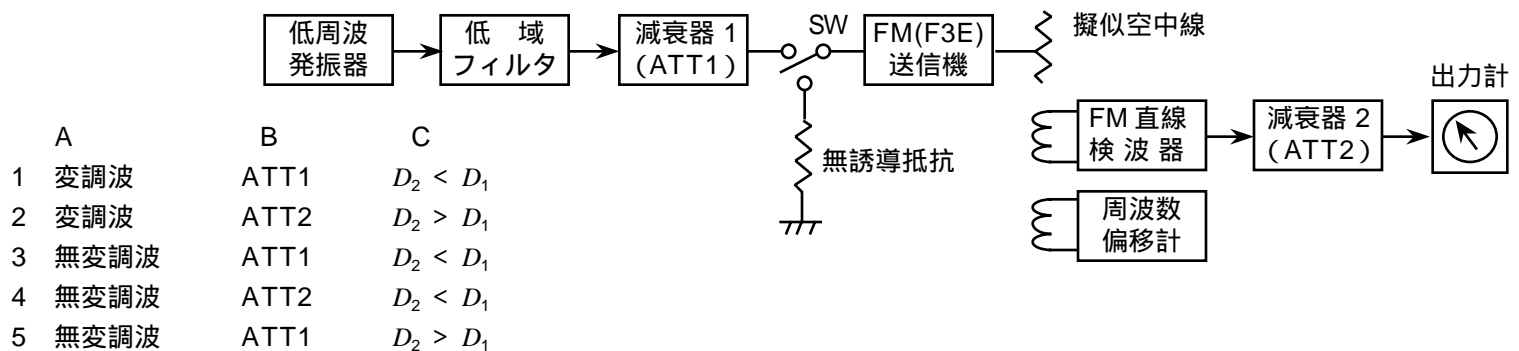 低周波
発振器
低 域
フィルタ
減衰器 1
(ATT1)
SW
FM(F3E)
送信機
擬似空中線
無誘導抵抗
FM 直線
検 波 器
減衰器 2
(ATT2)
出力計
周波数
偏移計
A B C
1 変調波 ATT1 D₂ < D₁
2 変調波 ATT2 D₂ > D₁
3 無変調波 ATT1 D₂ < D₁
4 無変調波 ATT2 D₂ < D₁
5 無変調波 ATT1 D₂ > D₁